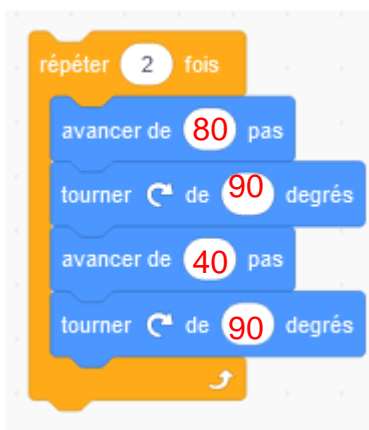 répéter 2 fois
avancer de 80 pas
tourner de 90 degrés
avancer de 40 pas
tourner de 90 degrés